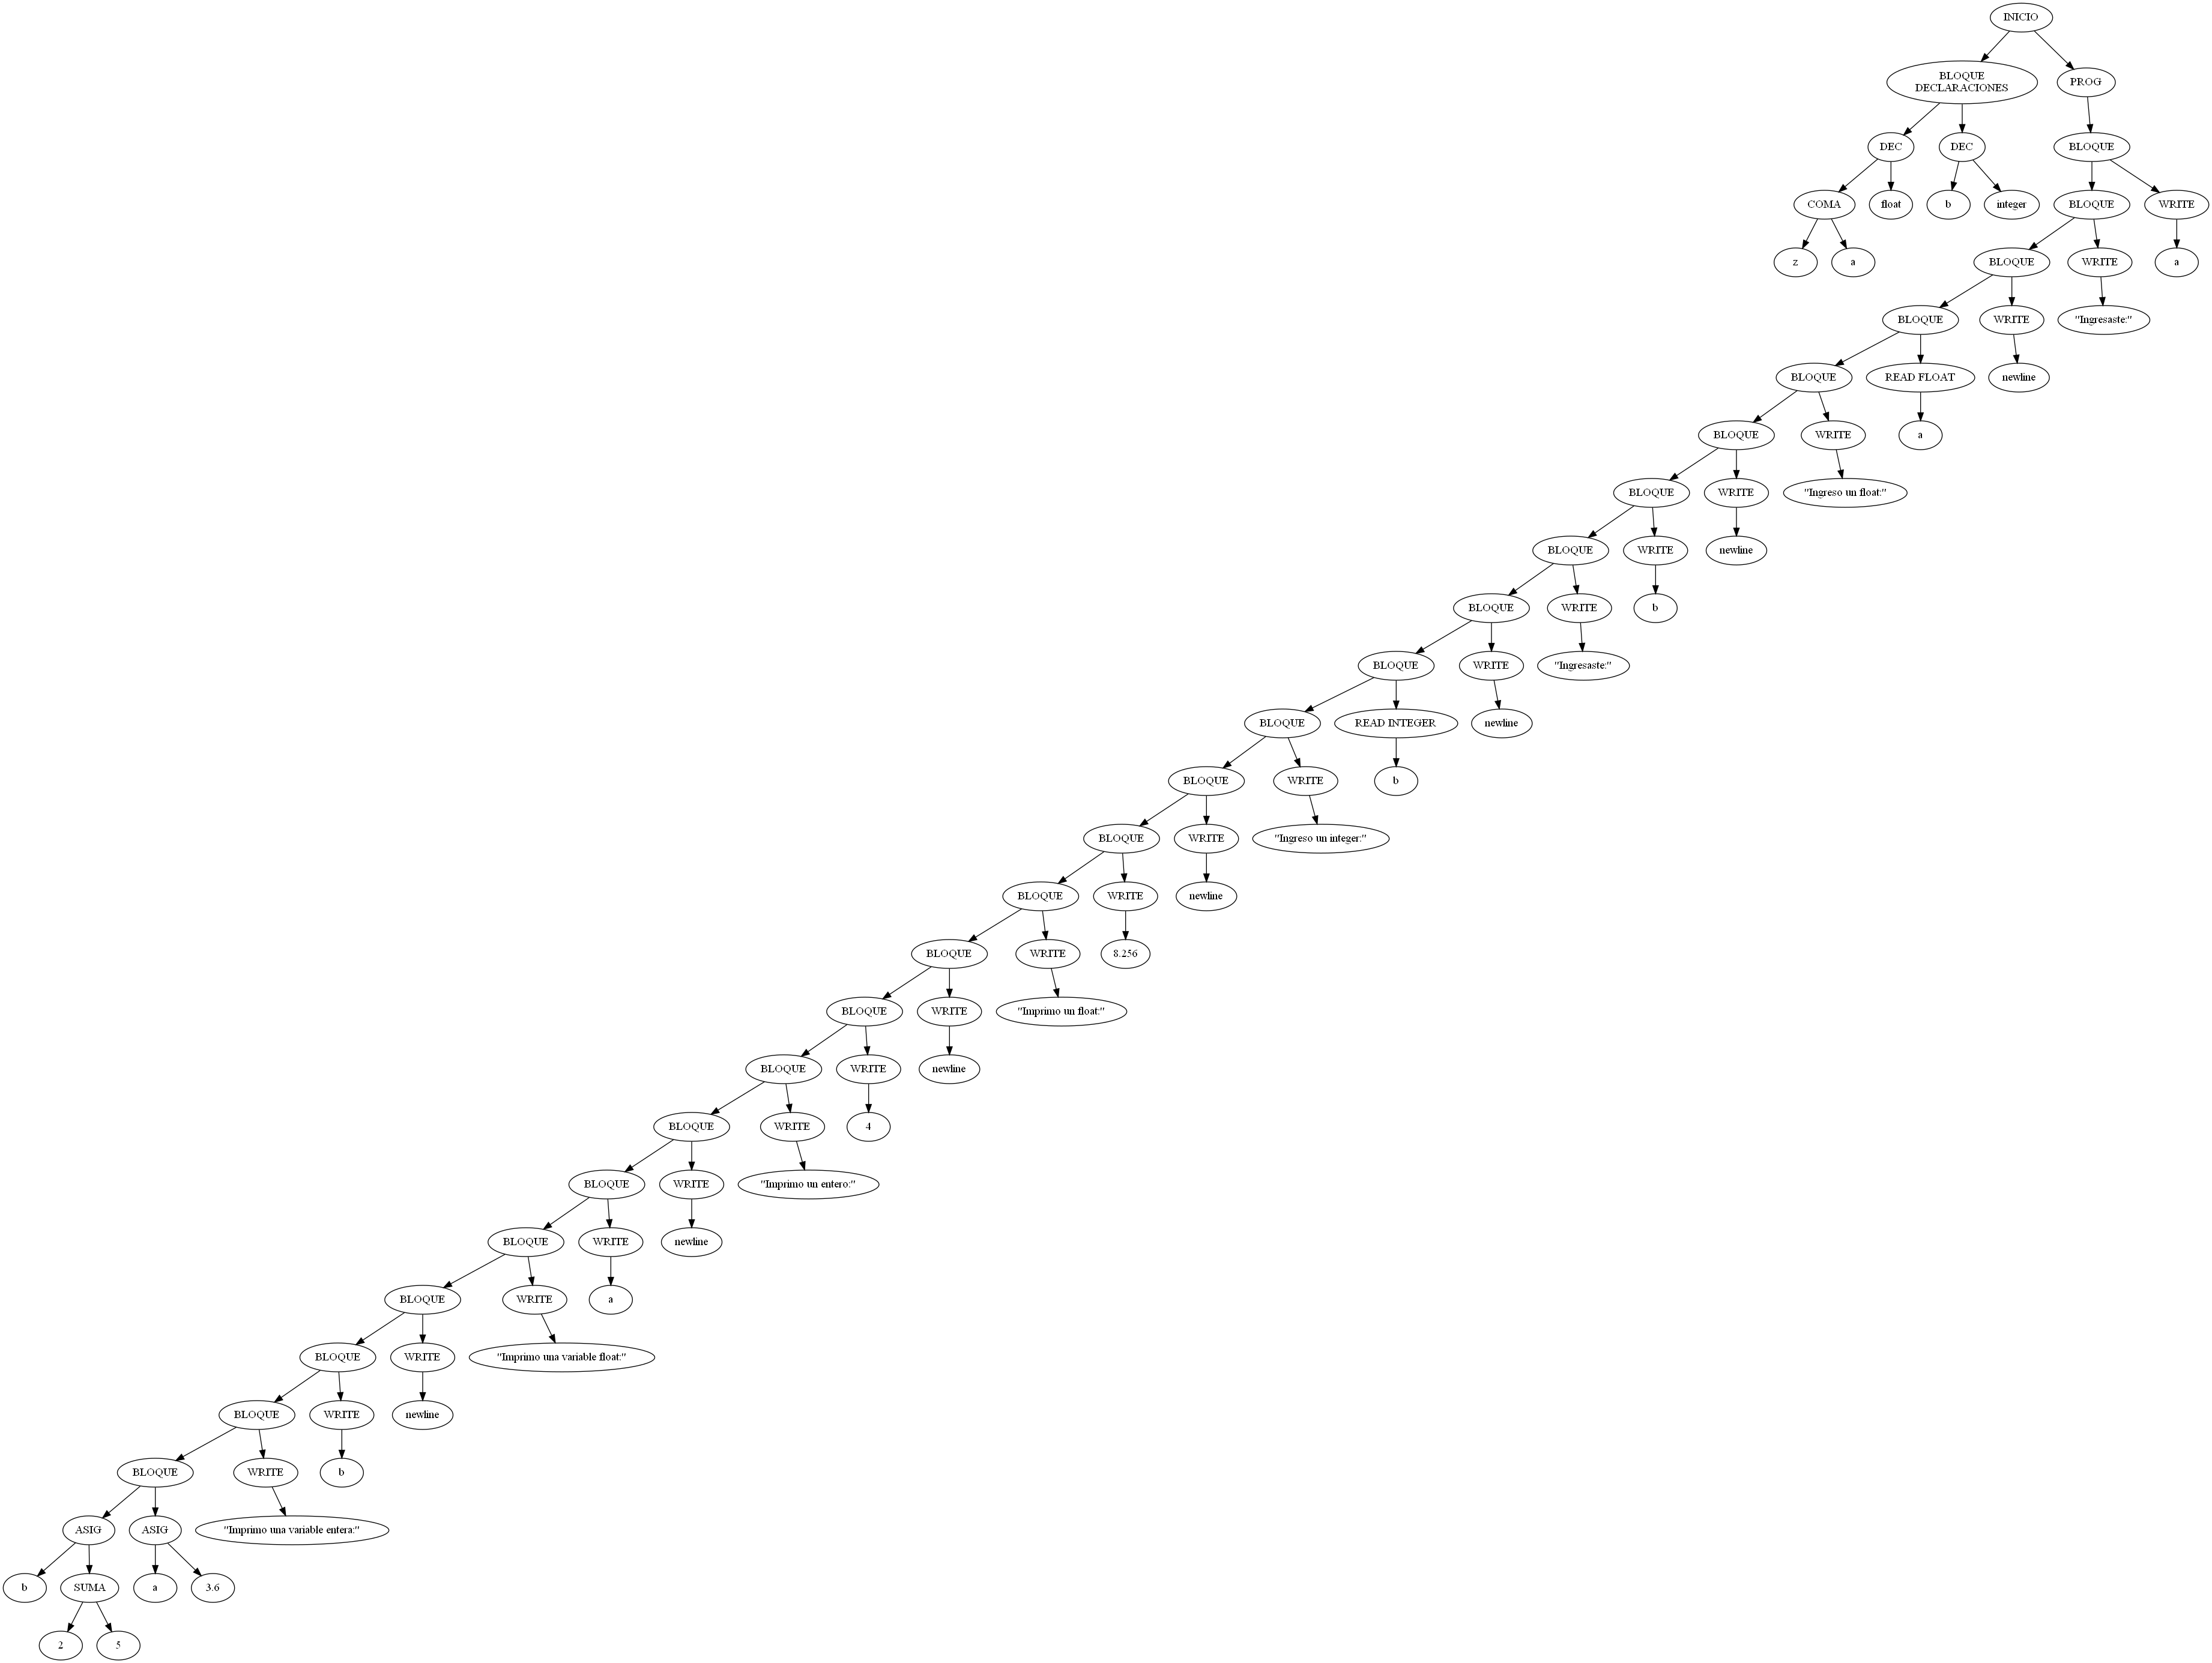 INICIO
BLOQUE
DECLARACIONES
PROG
DEC
DEC
BLOQUE
COMA
float
b
integer
BLOQUE
WRITE
z
a
BLOQUE
WRITE
a
BLOQUE
WRITE
"Ingresaste:"
BLOQUE
READ FLOAT
newline
BLOQUE
WRITE
a
BLOQUE
WRITE
"Ingreso un float:"
BLOQUE
WRITE
newline
BLOQUE
WRITE
b
BLOQUE
WRITE
"Ingresaste:"
BLOQUE
READ INTEGER
newline
BLOQUE
WRITE
b
BLOQUE
WRITE
"Ingreso un integer:"
BLOQUE
WRITE
newline
BLOQUE
WRITE
8.256
BLOQUE
WRITE
"Imprimo un float:"
BLOQUE
WRITE
newline
BLOQUE
WRITE
4
BLOQUE
WRITE
"Imprimo un entero:"
BLOQUE
WRITE
newline
BLOQUE
WRITE
a
BLOQUE
WRITE
"Imprimo una variable float:"
BLOQUE
WRITE
newline
BLOQUE
WRITE
b
ASIG
ASIG
"Imprimo una variable entera:"
b
SUMA
a
3.6
2
5